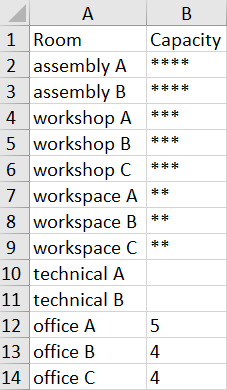 A B
1 Room Capacity
2 assembly A ****
3 assembly B ****
4 workshop A ***
5 workshop B ***
6 workshop C ***
7 workspace A **
8 workspace B **
9 workspace C **
10 technical A
11 technical B
12 office A 5
13 office B 4
14 office C 4